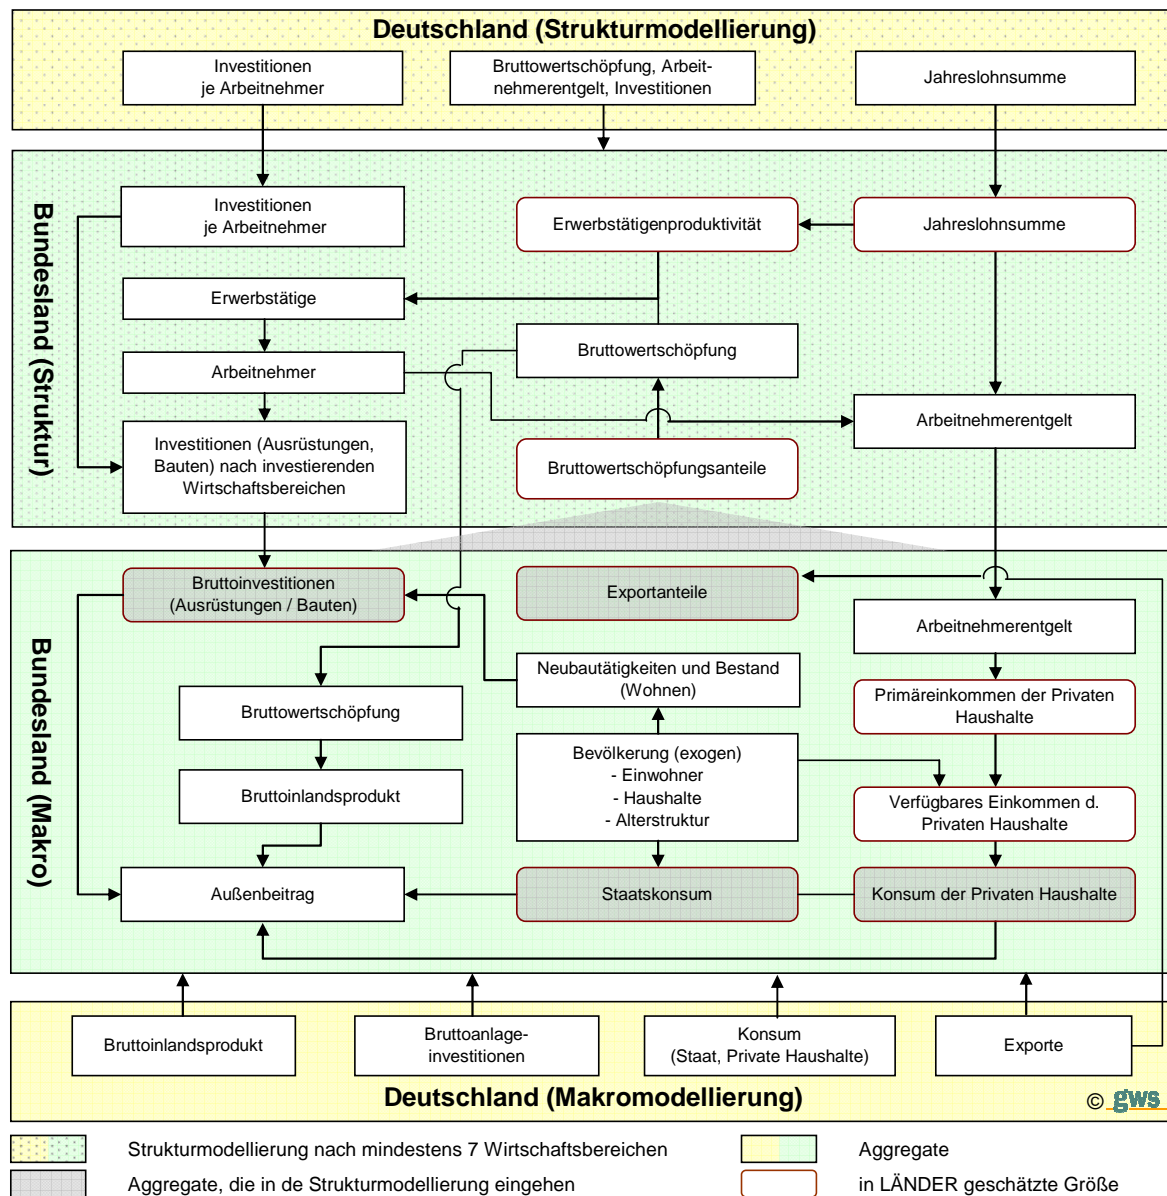 Deutschland (Strukturmodellierung)
Investitionen
je Arbeitnehmer
Bruttowertschöpfung, Arbeit-
nehmerentgelt, Investitionen
Jahreslohnsumme
Bundesland (Struktur)
Investitionen
je Arbeitnehmer
Erwerbstätigenproduktivität
Jahreslohnsumme
Erwerbstätige
Bruttowertschöpfung
Arbeitnehmer
Arbeitnehmerentgelt
Investitionen (Ausrüstungen,
Bauten) nach investierenden
Wirtschaftsbereichen
Bruttowertschöpfungsanteile
Bundesland (Makro)
Bruttoinvestitionen
(Ausrüstungen / Bauten)
Exportanteile
Arbeitnehmerentgelt
Neubautätigkeiten und Bestand
(Wohnen)
Primäreinkommen der Privaten
Haushalte
Bruttowertschöpfung
Bevölkerung (exogen)
- Einwohner
- Haushalte
- Alterstruktur
Bruttoinlandsprodukt
Verfügbares Einkommen d.
Privaten Haushalte
Außenbeitrag
Staatskonsum
Konsum der Privaten Haushalte
Bruttoinlandsprodukt
Bruttoanlage-
investitionen
Konsum
(Staat, Private Haushalte)
Exporte
Deutschland (Makromodellierung)
© gws
Strukturmodellierung nach mindestens 7 Wirtschaftsbereichen
Aggregate
Aggregate, die in de Strukturmodellierung eingehen
in LÄNDER geschätzte Größe